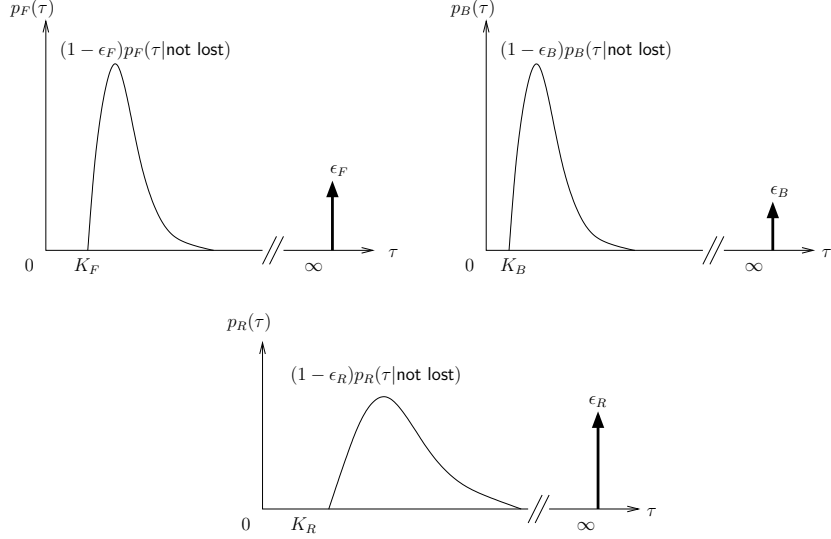 p_F(τ)
(1 − ϵ_F)p_F(τ|not lost)
ϵ_F
0
K_F
∞
τ
p_B(τ)
(1 − ϵ_B)p_B(τ|not lost)
ϵ_B
0
K_B
∞
τ
p_R(τ)
(1 − ϵ_R)p_R(τ|not lost)
ϵ_R
0
K_R
∞
τ